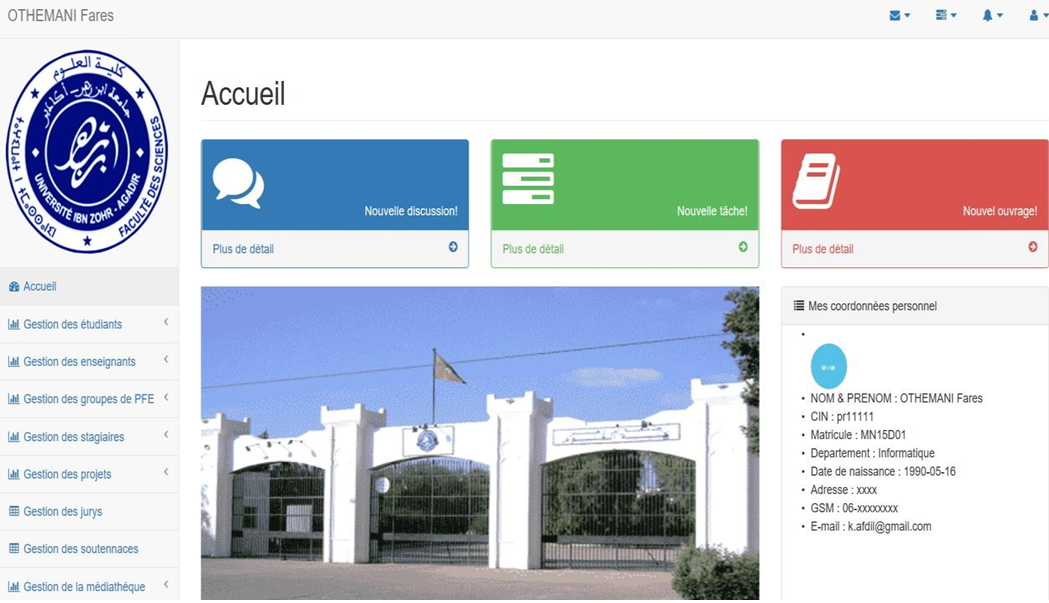 OTHEMANI Fares
كلية العلوم
جامعة ابن زهر - أكادير
UNIVERSITÉ IBN ZOHR - AGADIR
FACULTÉ DES SCIENCES
Accueil
Nouvelle discussion!
Plus de détail
Nouvelle tâche!
Plus de détail
Nouvel ouvrage!
Plus de détail
Accueil
Gestion des étudiants
Gestion des enseignants
Gestion des groupes de PFE
Gestion des stagiaires
Gestion des projets
Gestion des jurys
Gestion des soutennaces
Gestion de la médiathèque
Mes coordonnées personnel
NOM & PRENOM : OTHEMANI Fares
CIN : pr11111
Matricule : MN15D01
Departement : Informatique
Date de naissance : 1990-05-16
Adresse : xxxx
GSM : 06-xxxxxxxx
E-mail : k.afdil@gmail.com